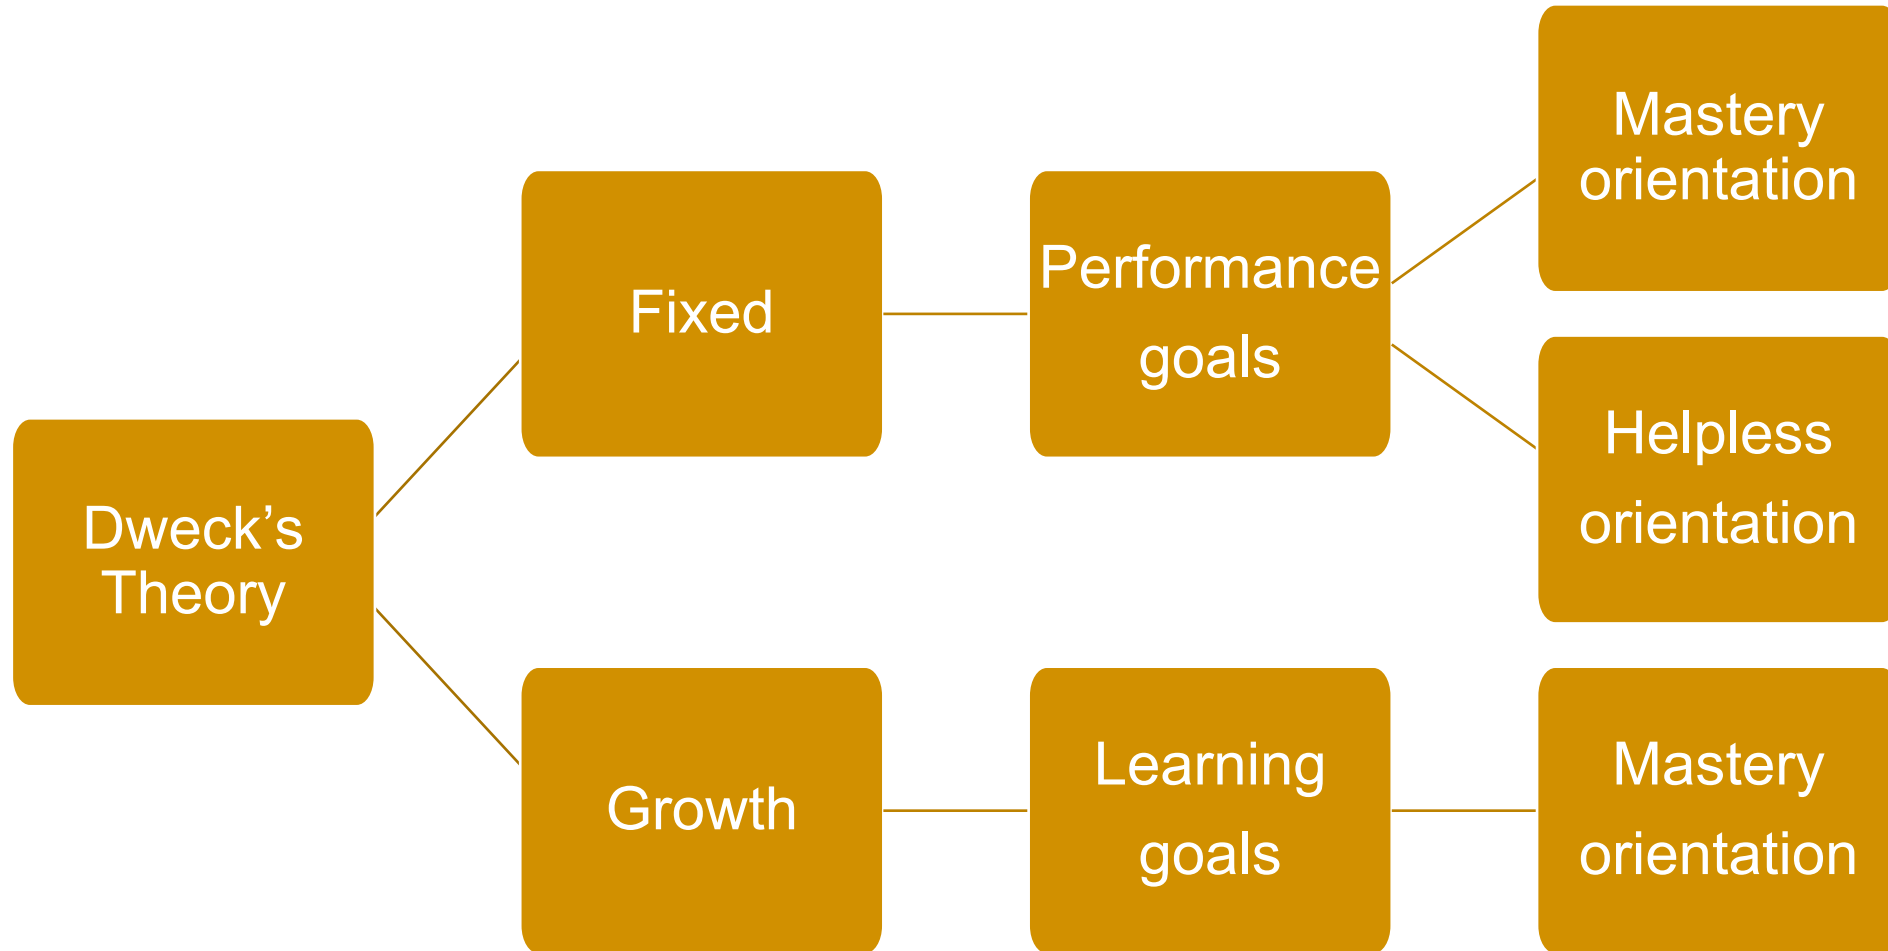 Dweck’s
Theory
Fixed
Performance
goals
Mastery
orientation
Helpless
orientation
Growth
Learning
goals
Mastery
orientation